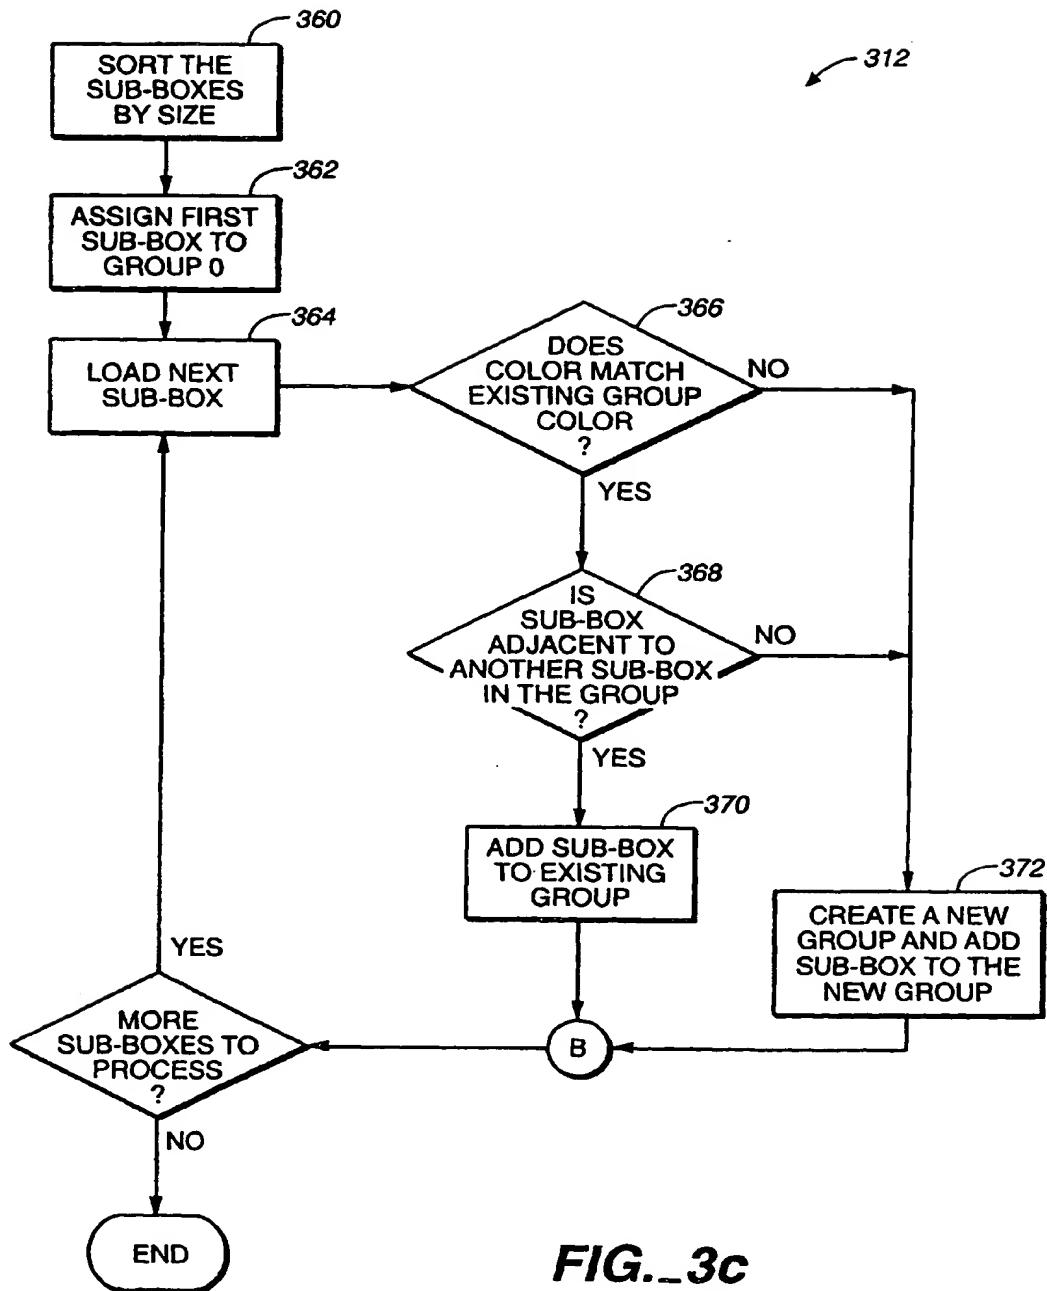 360
SORT THE
SUB-BOXES
BY SIZE
312
362
ASSIGN FIRST
SUB-BOX TO
GROUP 0
364
LOAD NEXT
SUB-BOX
366
DOES
COLOR MATCH
EXISTING GROUP
COLOR
?
NO
YES
368
IS
SUB-BOX
ADJACENT TO
ANOTHER SUB-BOX
IN THE GROUP
?
NO
YES
370
ADD SUB-BOX
TO EXISTING
GROUP
372
CREATE A NEW
GROUP AND ADD
SUB-BOX TO THE
NEW GROUP
YES
MORE
SUB-BOXES TO
PROCESS
?
B
NO
END
FIG._3c